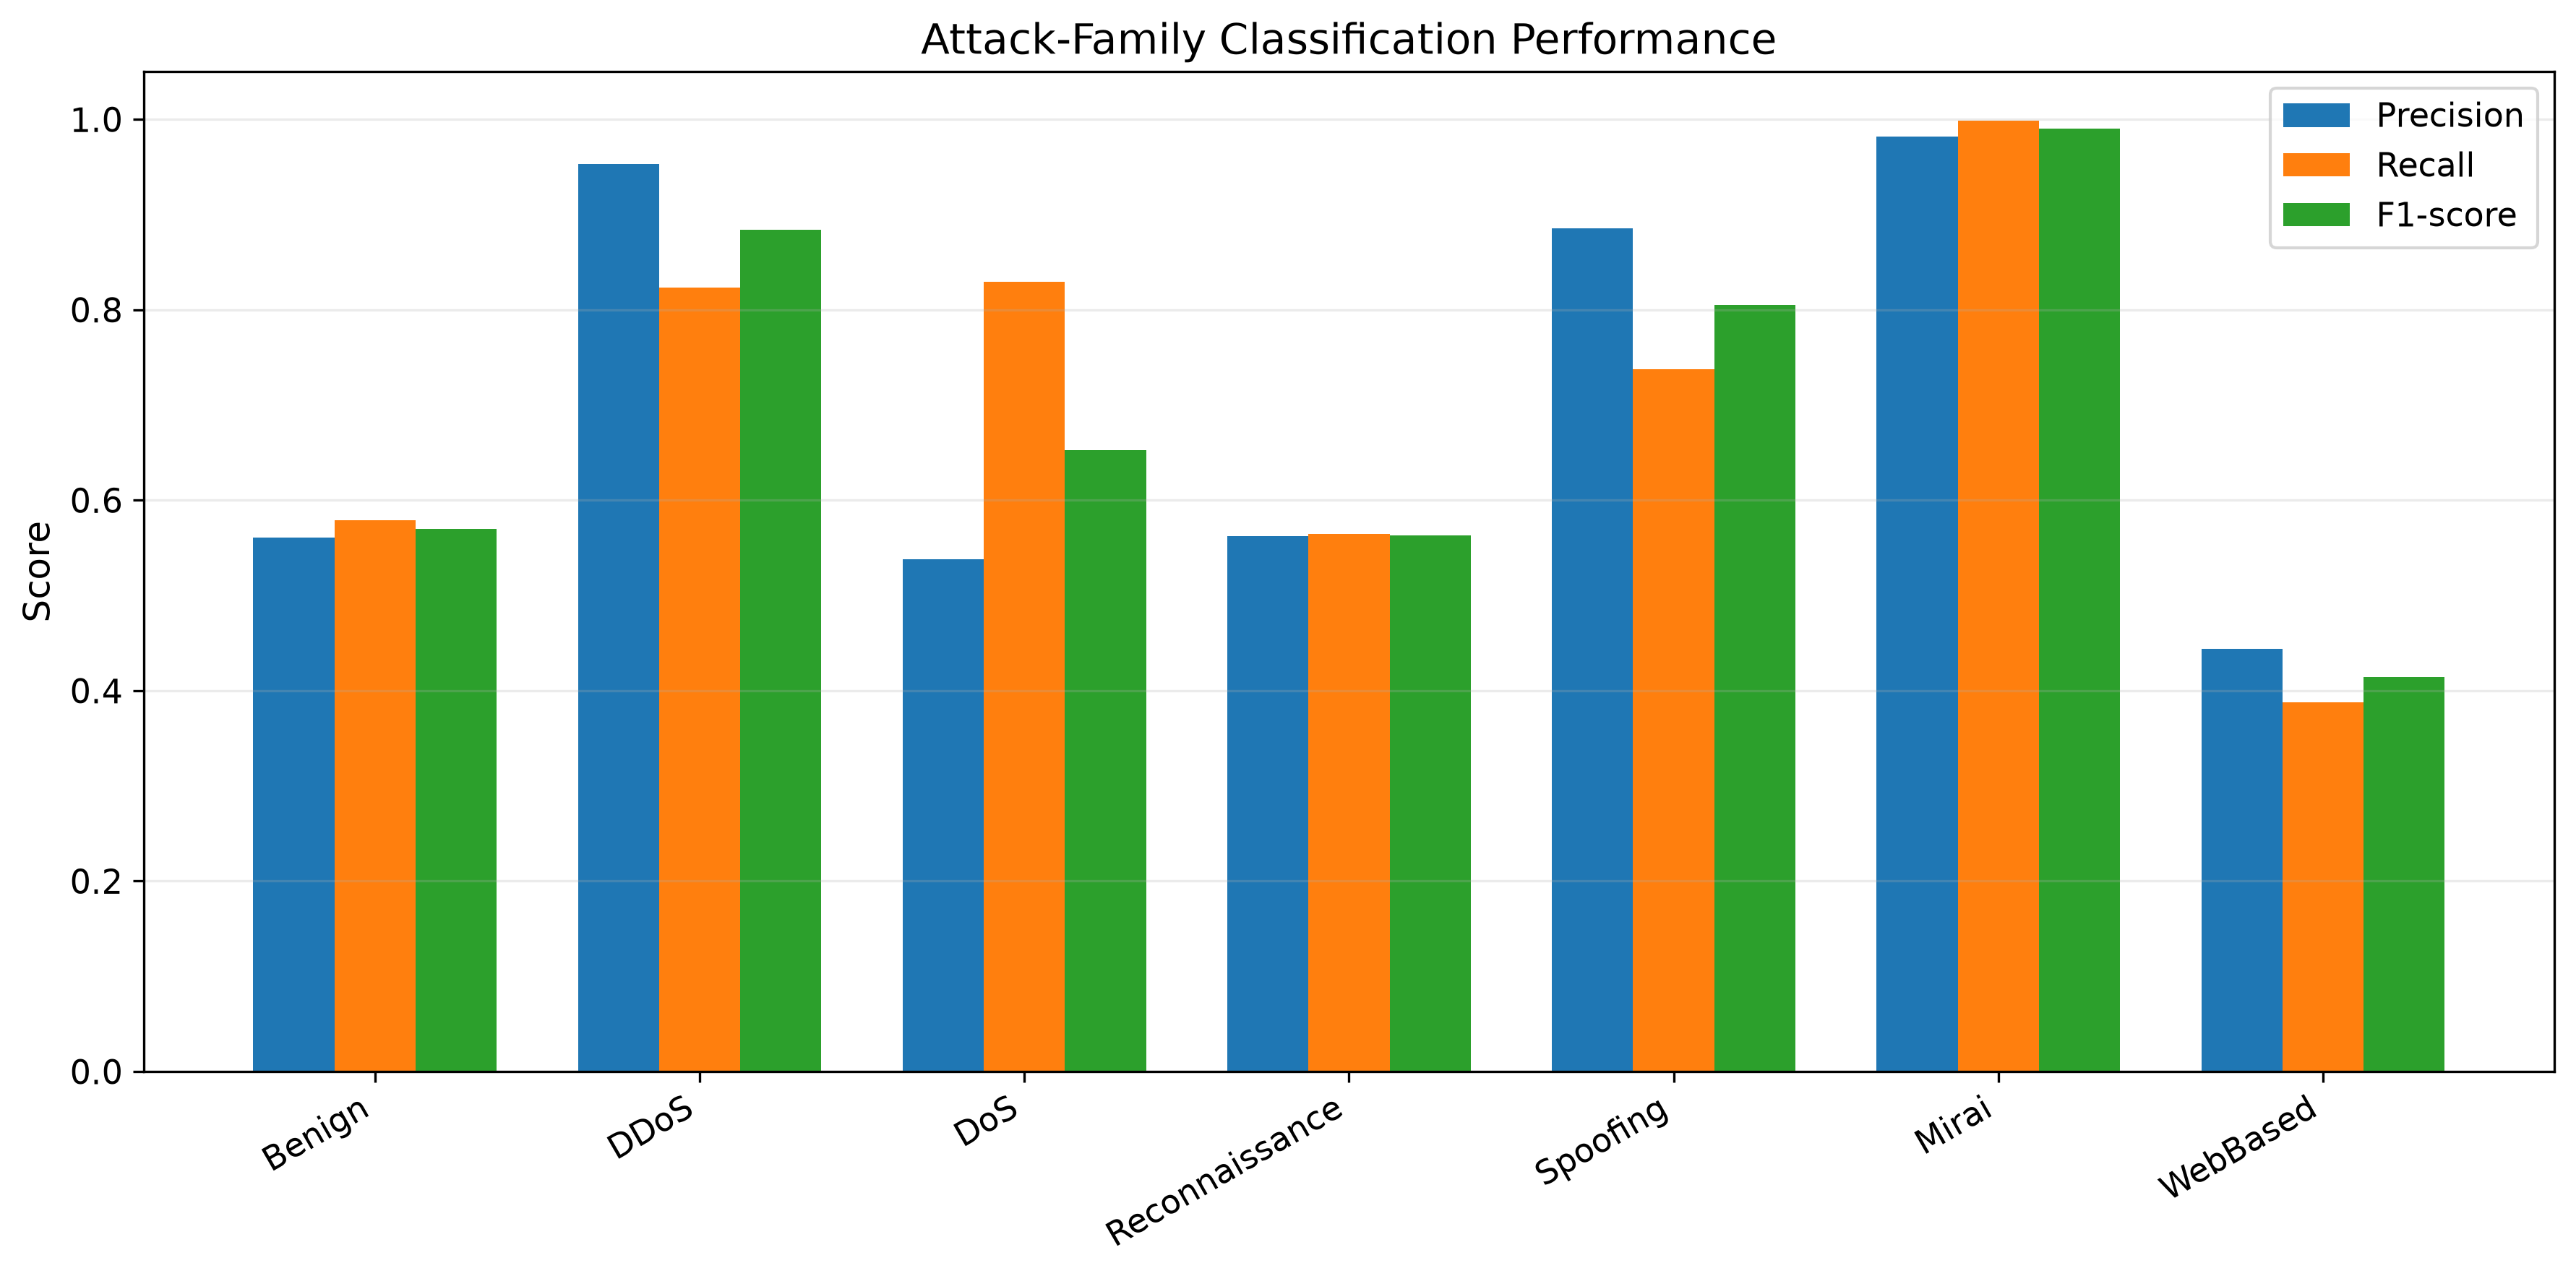 Attack-Family Classification Performance
Score
1.0
0.8
0.6
0.4
0.2
0.0
Precision
Recall
F1-score
Benign
DDoS
DoS
Reconnaissance
Spoofing
Mirai
WebBased